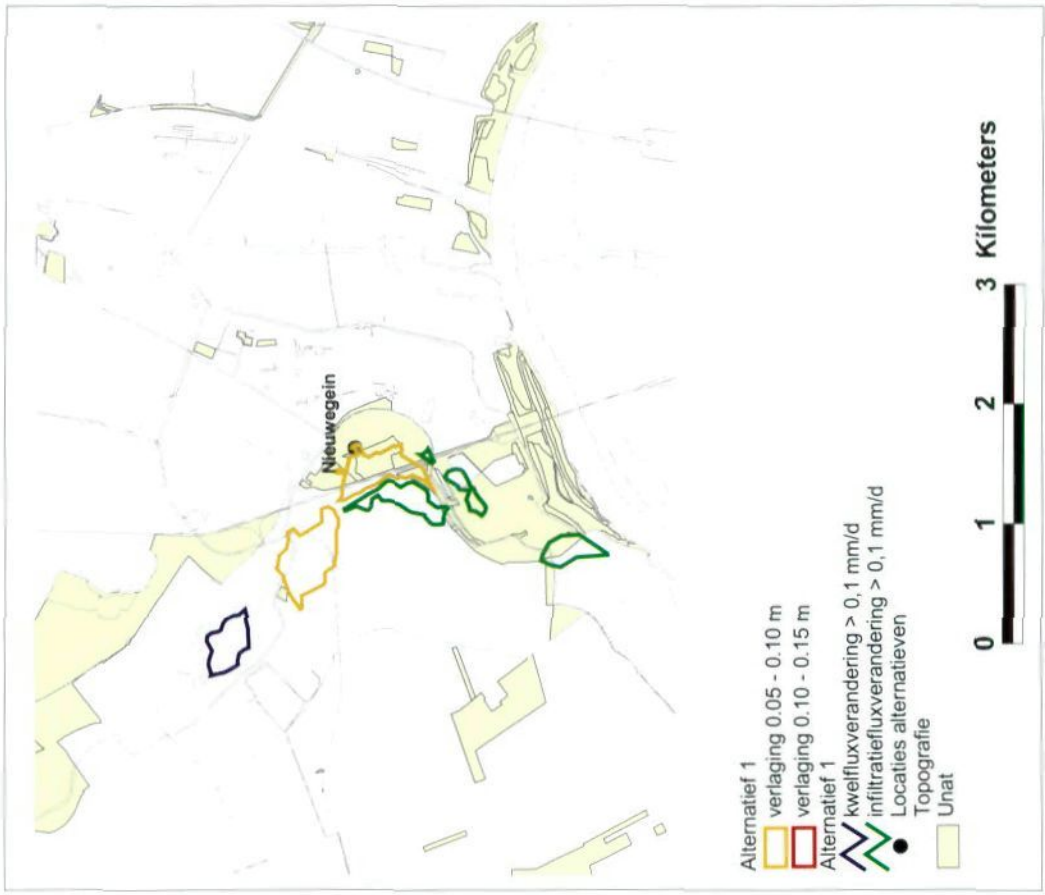 Nieuwegein
Alternatief 1
verlaging 0.05 - 0.10 m
verlaging 0.10 - 0.15 m
Alternatief 1
kwelfluxverandering > 0,1 mm/d
infiltratiefluxverandering > 0,1 mm/d
Locaties alternatieven
Topografie
Unat
0 1 2 3 Kilometers